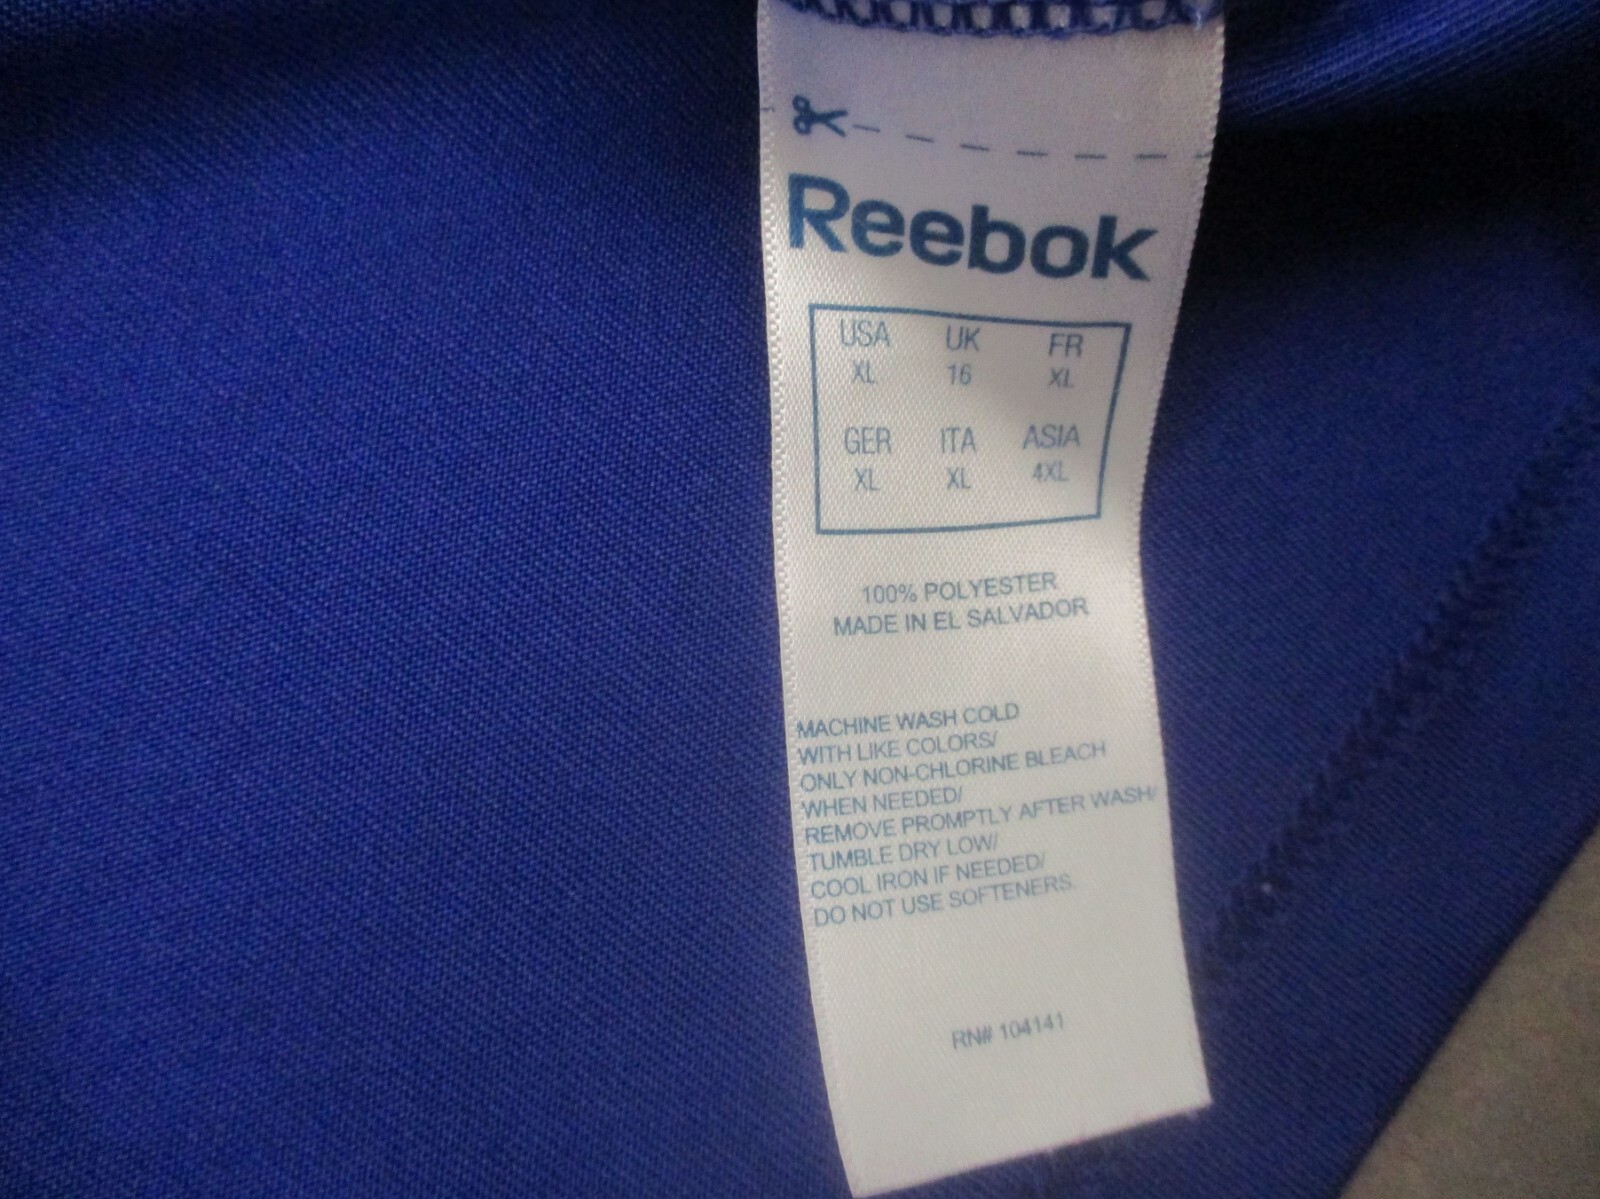 Reebok
USA UK FR
XL 16 XL
GER ITA ASIA
XL XL 4XL
100% POLYESTER
MADE IN EL SALVADOR
MACHINE WASH COLD
WITH LIKE COLORS/
ONLY NON-CHLORINE BLEACH
WHEN NEEDED/
REMOVE PROMPTLY AFTER WASH/
TUMBLE DRY LOW/
COOL IRON IF NEEDED/
DO NOT USE SOFTENERS.
RN# 104141